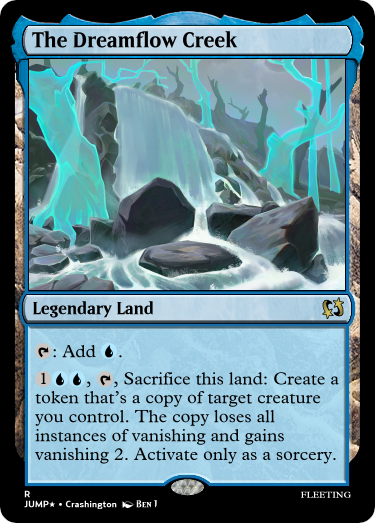 The Dreamflow Creek
Legendary Land
: Add .
1, , Sacrifice this land: Create a
token that's a copy of target creature
you control. The copy loses all
instances of vanishing and gains
vanishing 2. Activate only as a sorcery.
R
JUMP★ • Crashington Ben I
FLEETING